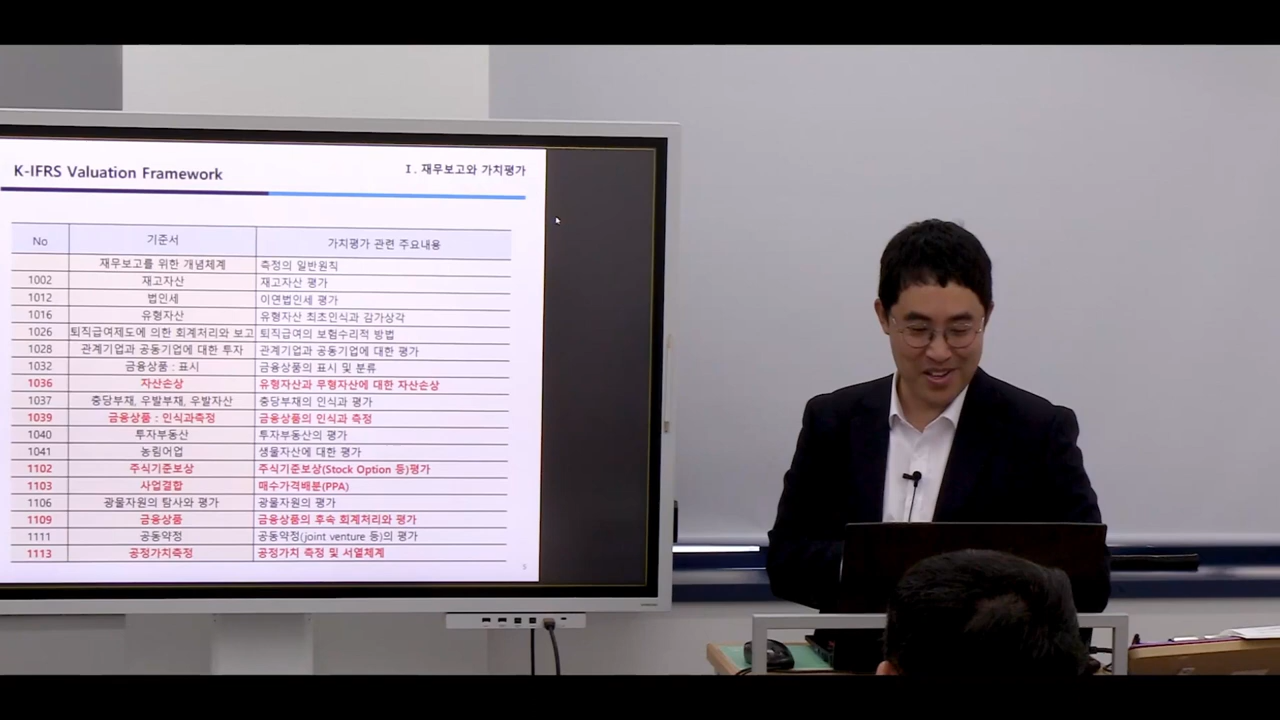 K-IFRS Valuation Framework
Ⅰ. 재무보고와 가치평가
No 기준서 가치평가 관련 주요내용
재무보고를 위한 개념체계 측정의 일반원칙
1002 재고자산 재고자산 평가
1012 법인세 이연법인세 평가
1016 유형자산 유형자산 최초인식과 감가상각
1026 퇴직급여제도에 의한 회계처리와 보고 퇴직급여의 보험수리적 방법
1028 관계기업과 공동기업에 대한 투자 관계기업과 공동기업에 대한 평가
1032 금융상품 : 표시 금융상품의 표시 및 분류
1036 자산손상 유형자산과 무형자산에 대한 자산손상
1037 충당부채, 우발부채, 우발자산 충당부채의 인식과 평가
1039 금융상품 : 인식과측정 금융상품의 인식과 측정
1040 투자부동산 투자부동산의 평가
1041 농림어업 생물자산에 대한 평가
1102 주식기준보상 주식기준보상(Stock Option 등)평가
1103 사업결합 매수가격배분(PPA)
1106 광물자원의 탐사와 평가 광물자원의 평가
1109 금융상품 금융상품의 후속 회계처리와 평가
1111 공동약정 공동약정(joint venture 등)의 평가
1113 공정가치측정 공정가치 측정 및 서열체계
5